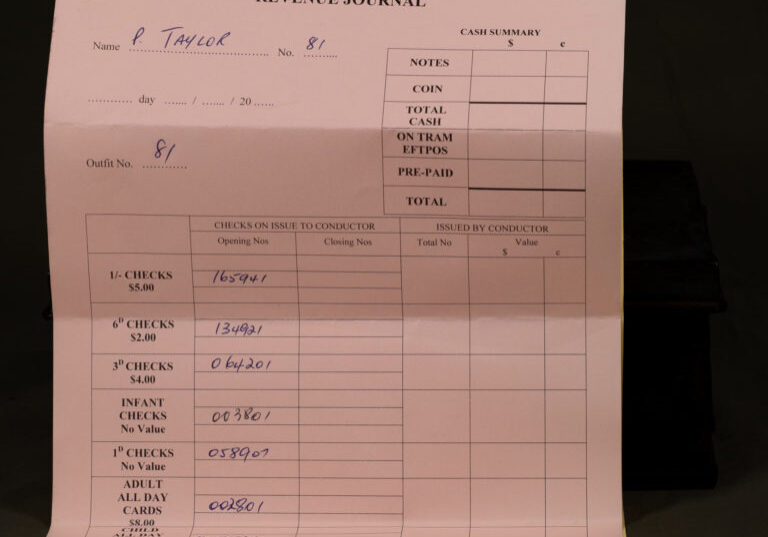 REVENUE JOURNAL
Name P. TAYLOR No. 81
CASH SUMMARY
$ c
NOTES
COIN
TOTAL
CASH
ON TRAM
EFTPOS
PRE-PAID
TOTAL
............ day ....... / ....... / 20 ......
Outfit No. 81
CHECKS ON ISSUE TO CONDUCTOR ISSUED BY CONDUCTOR
Opening Nos Closing Nos Total No Value
$ c
1/- CHECKS 165941
$5.00
6D CHECKS 134921
$2.00
3D CHECKS 064201
$4.00
INFANT
CHECKS 003801
No Value
1D CHECKS
No Value
ADULT
ALL DAY
CARDS 002801
$8.00
CHILD
ALL DAY